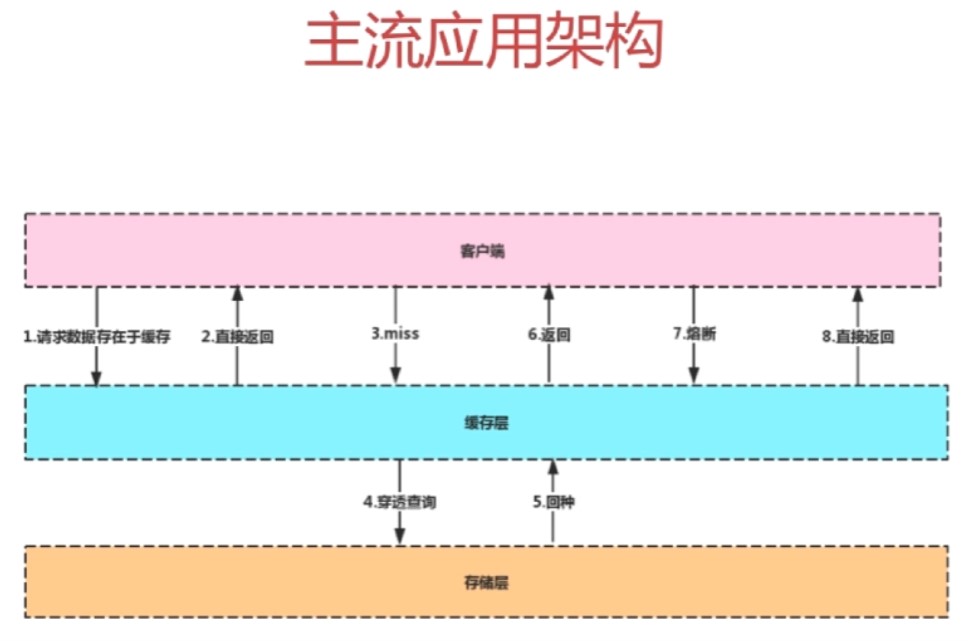 主流应用架构
客户端
1.请求数据存在于缓存
2.直接返回
3.miss
6.返回
7.熔断
8.直接返回
缓存层
4.穿透查询
5.回种
存储层